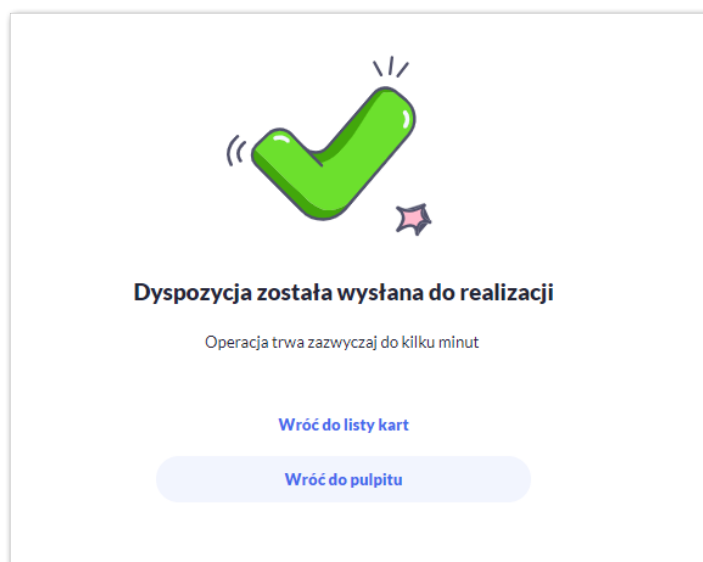 Dyspozycja została wysłana do realizacji
Operacja trwa zazwyczaj do kilku minut
Wróć do listy kart
Wróć do pulpitu